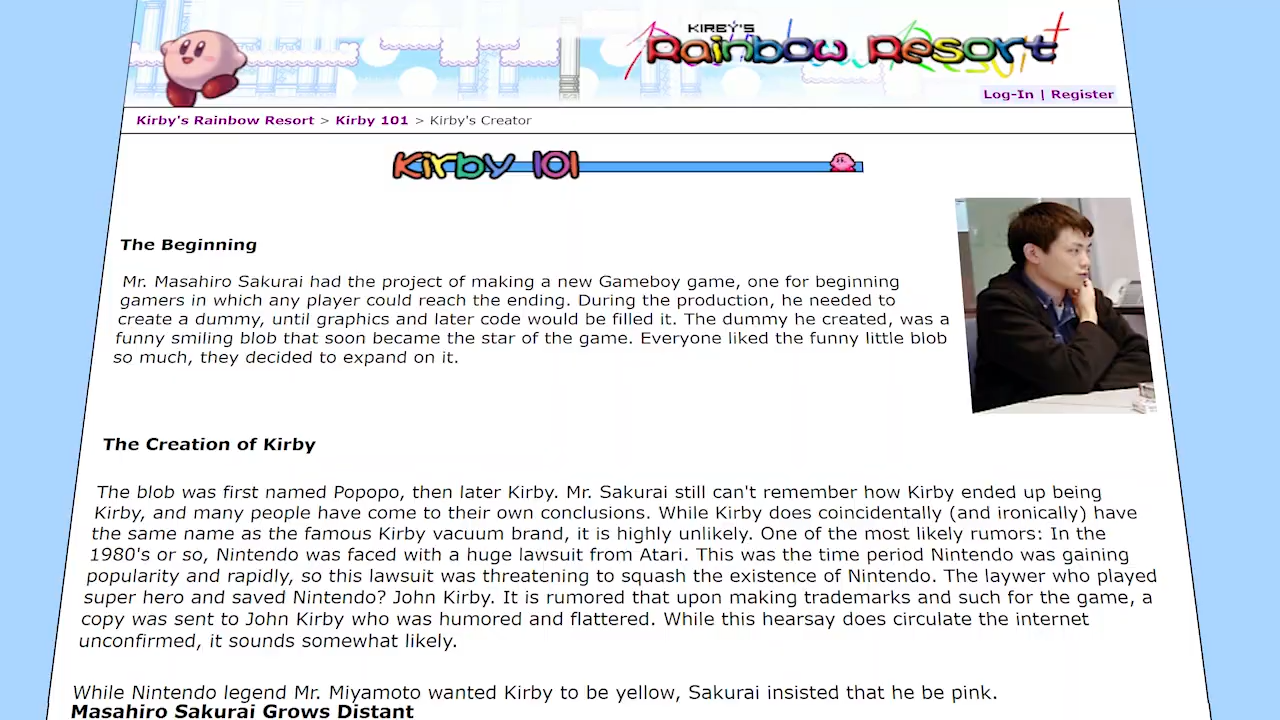 KIRBY'S
Rainbow Resort
Log-In | Register
Kirby's Rainbow Resort > Kirby 101 > Kirby's Creator
Kirby 101
The Beginning
Mr. Masahiro Sakurai had the project of making a new Gameboy game, one for beginning
gamers in which any player could reach the ending. During the production, he needed to
create a dummy, until graphics and later code would be filled it. The dummy he created, was a
funny smiling blob that soon became the star of the game. Everyone liked the funny little blob
so much, they decided to expand on it.
The Creation of Kirby
The blob was first named Popopo, then later Kirby. Mr. Sakurai still can't remember how Kirby ended up being
Kirby, and many people have come to their own conclusions. While Kirby does coincidentally (and ironically) have
the same name as the famous Kirby vacuum brand, it is highly unlikely. One of the most likely rumors: In the
1980's or so, Nintendo was faced with a huge lawsuit from Atari. This was the time period Nintendo was gaining
popularity and rapidly, so this lawsuit was threatening to squash the existence of Nintendo. The laywer who played
super hero and saved Nintendo? John Kirby. It is rumored that upon making trademarks and such for the game, a
copy was sent to John Kirby who was humored and flattered. While this hearsay does circulate the internet
unconfirmed, it sounds somewhat likely.
While Nintendo legend Mr. Miyamoto wanted Kirby to be yellow, Sakurai insisted that he be pink.
Masahiro Sakurai Grows Distant